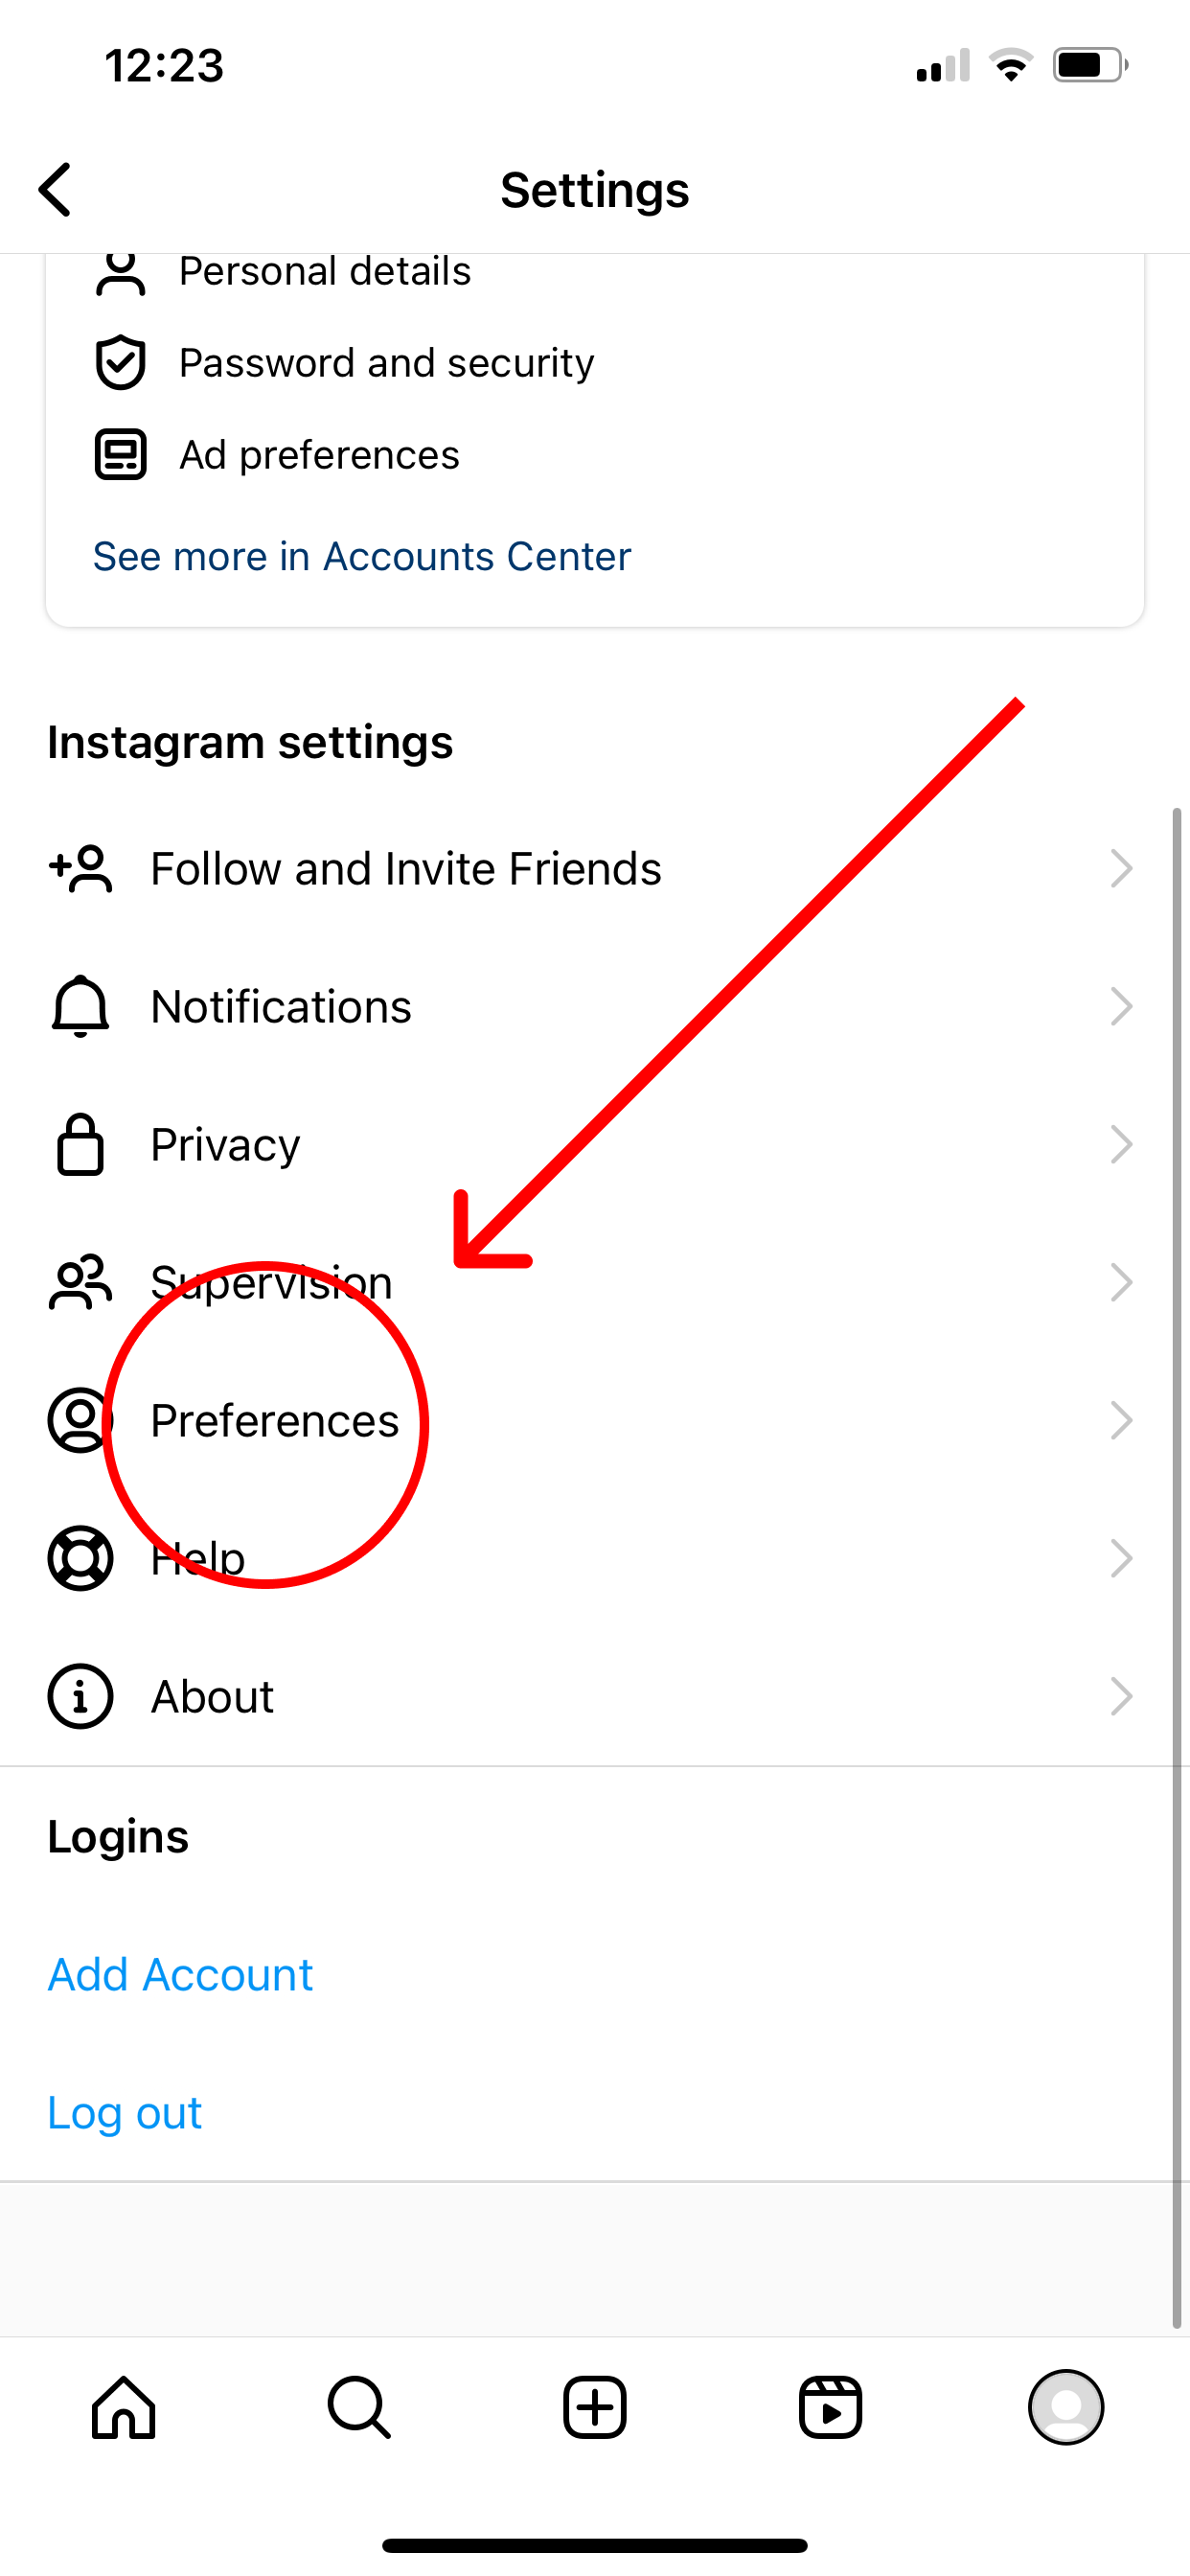 12:23
Settings
Personal details
Password and security
Ad preferences
See more in Accounts Center
Instagram settings
Follow and Invite Friends
Notifications
Privacy
Supervision
Preferences
Help
About
Logins
Add Account
Log out